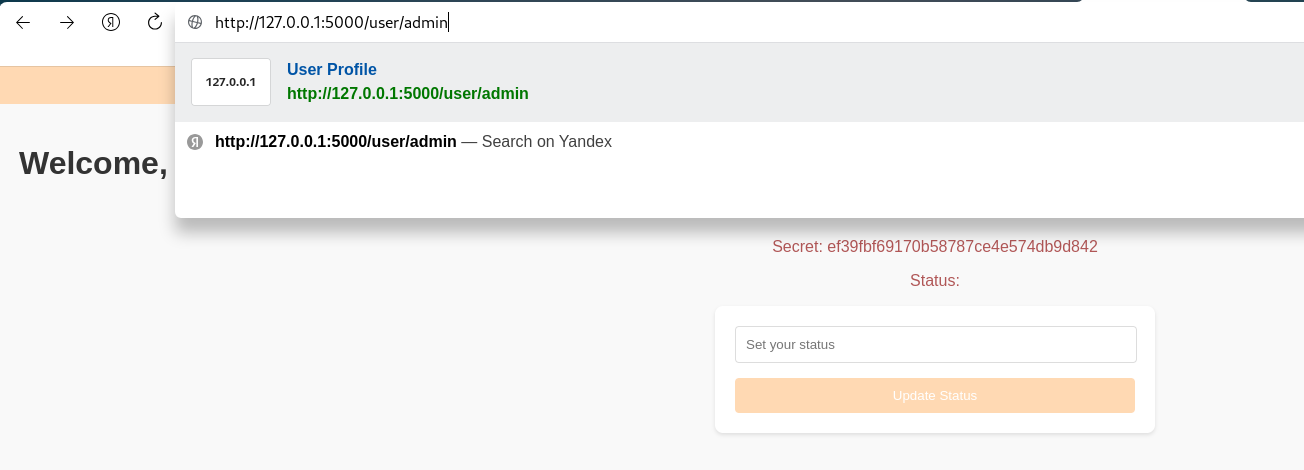 http://127.0.0.1:5000/user/admin
127.0.0.1
User Profile
http://127.0.0.1:5000/user/admin
http://127.0.0.1:5000/user/admin — Search on Yandex
Welcome,
Secret: ef39fbf69170b58787ce4e574db9d842
Status:
Set your status
Update Status